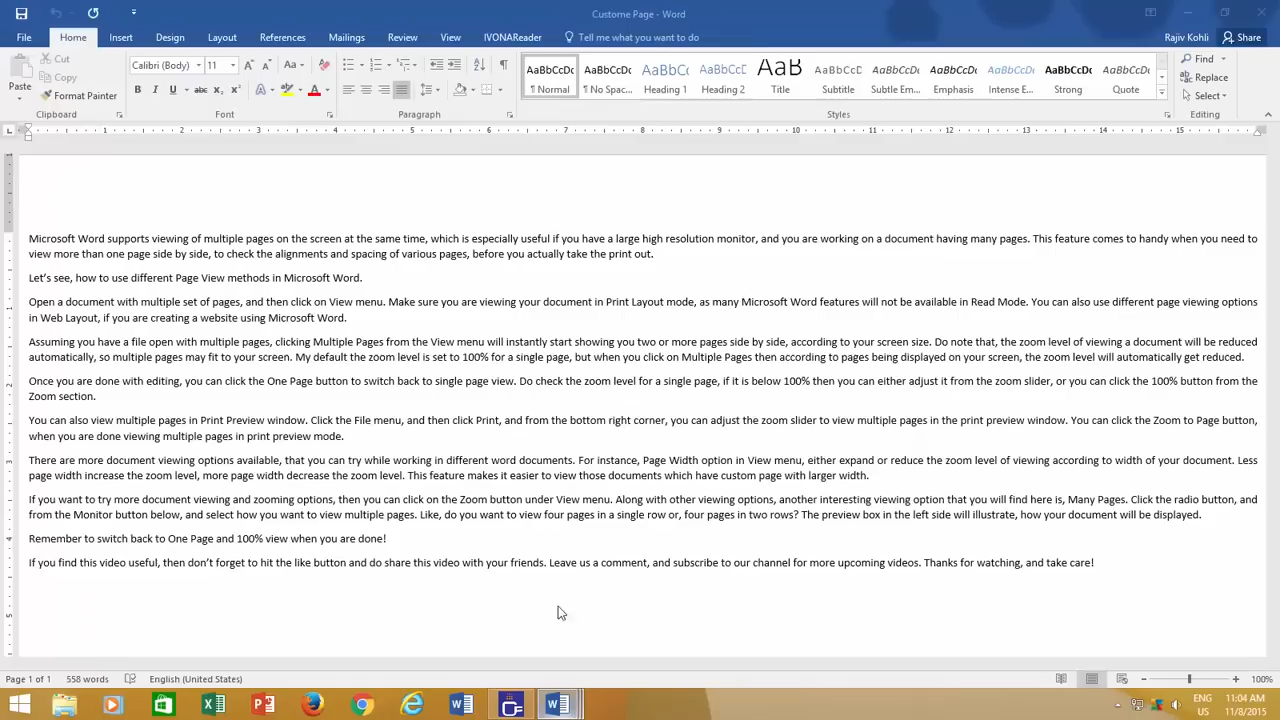 Custome Page - Word
File Home Insert Design Layout References Mailings Review View IVONAReader Tell me what you want to do Rajiv Kohli Share
Paste
Cut
Copy
Format Painter
Clipboard
Calibri (Body) 11
Font
Paragraph
AaBbCcDc AaBbCcDc AaBbCc AaBbCcD AaB AaBbCcD AaBbCcDc AaBbCcDc AaBbCcDc AaBbCcDc AaBbCcDc
¶ Normal ¶ No Spac... Heading 1 Heading 2 Title Subtitle Subtle Em... Emphasis Intense E... Strong Quote
Styles
Find
Replace
Select
Editing
1 2 3 4 5 6 7 8 9 10 11 12 13 14 15
Microsoft Word supports viewing of multiple pages on the screen at the same time, which is especially useful if you have a large high resolution monitor, and you are working on a document having many pages. This feature comes to handy when you need to
view more than one page side by side, to check the alignments and spacing of various pages, before you actually take the print out.
Let's see, how to use different Page View methods in Microsoft Word.
Open a document with multiple set of pages, and then click on View menu. Make sure you are viewing your document in Print Layout mode, as many Microsoft Word features will not be available in Read Mode. You can also use different page viewing options
in Web Layout, if you are creating a website using Microsoft Word.
Assuming you have a file open with multiple pages, clicking Multiple Pages from the View menu will instantly start showing you two or more pages side by side, according to your screen size. Do note that, the zoom level of viewing a document will be reduced
automatically, so multiple pages may fit to your screen. My default the zoom level is set to 100% for a single page, but when you click on Multiple Pages then according to pages being displayed on your screen, the zoom level will automatically get reduced.
Once you are done with editing, you can click the One Page button to switch back to single page view. Do check the zoom level for a single page, if it is below 100% then you can either adjust it from the zoom slider, or you can click the 100% button from the
Zoom section.
You can also view multiple pages in Print Preview window. Click the File menu, and then click Print, and from the bottom right corner, you can adjust the zoom slider to view multiple pages in the print preview window. You can click the Zoom to Page button,
when you are done viewing multiple pages in print preview mode.
There are more document viewing options available, that you can try while working in different word documents. For instance, Page Width option in View menu, either expand or reduce the zoom level of viewing according to width of your document. Less
page width increase the zoom level, more page width decrease the zoom level. This feature makes it easier to view those documents which have custom page with larger width.
If you want to try more document viewing and zooming options, then you can click on the Zoom button under View menu. Along with other viewing options, another interesting viewing option that you will find here is, Many Pages. Click the radio button, and
from the Monitor button below, and select how you want to view multiple pages. Like, do you want to view four pages in a single row or, four pages in two rows? The preview box in the left side will illustrate, how your document will be displayed.
Remember to switch back to One Page and 100% view when you are done!
If you find this video useful, then don't forget to hit the like button and do share this video with your friends. Leave us a comment, and subscribe to our channel for more upcoming videos. Thanks for watching, and take care!
Page 1 of 1 558 words English (United States) 100%
ENG 11:04 AM
US 11/8/2015